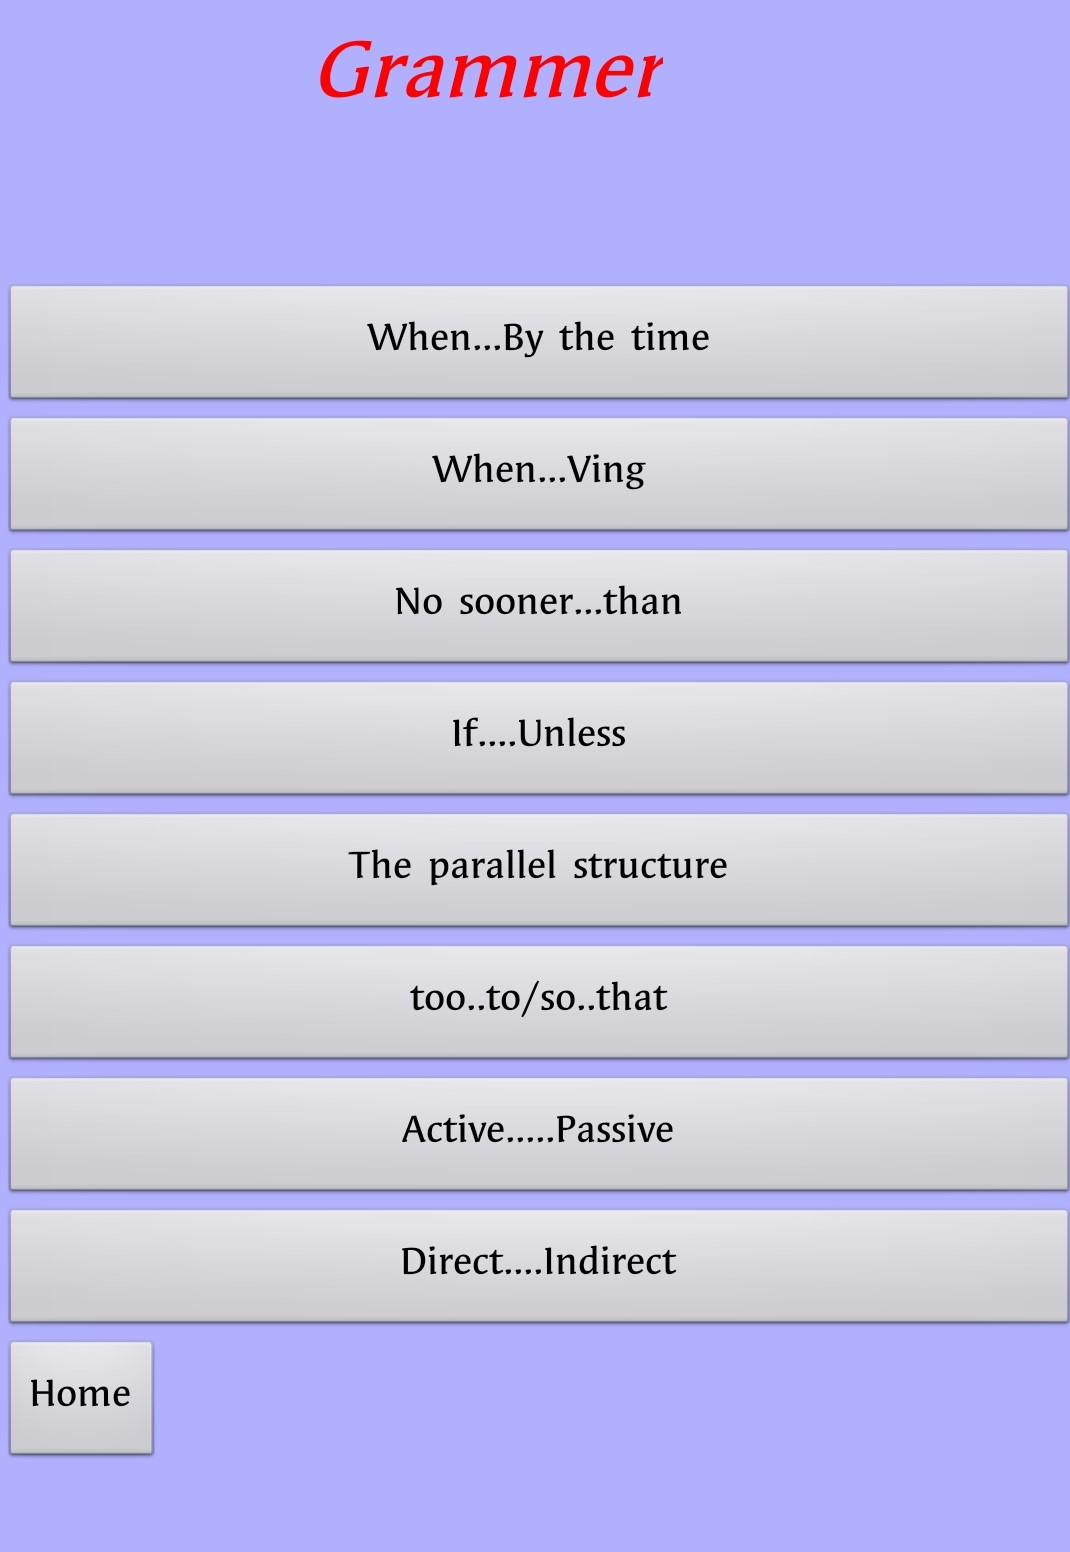 Grammer
When...By the time
When...Ving
No sooner...than
If....Unless
The parallel structure
too..to/so..that
Active.....Passive
Direct....Indirect
Home